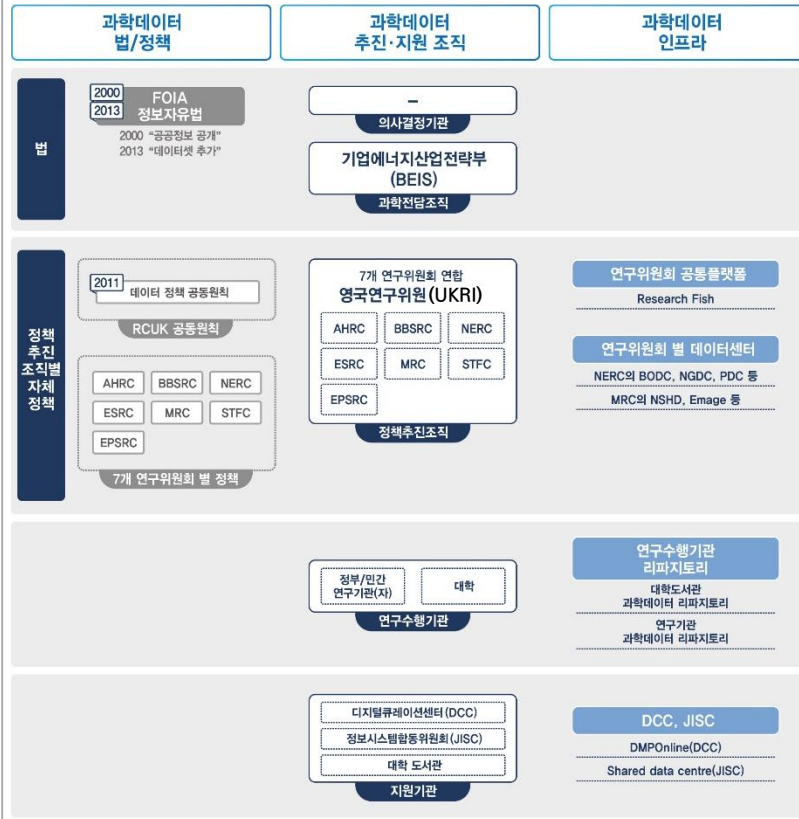 과학데이터
법/정책
과학데이터
추진·지원 조직
과학데이터
인프라
법
2000
2013
FOIA
정보자유법
2000 “공공정보 공개”
2013 “데이터셋 추가”
–
의사결정기관
기업에너지산업전략부
(BEIS)
과학전담조직
정책
추진
조직별
자체
정책
2011
데이터 정책 공동원칙
RCUK 공동원칙
AHRC BBSRC NERC
ESRC MRC STFC
EPSRC
7개 연구위원회 별 정책
7개 연구위원회 연합
영국연구위원(UKRI)
AHRC BBSRC NERC
ESRC MRC STFC
EPSRC
정책추진조직
연구위원회 공통플랫폼
Research Fish
연구위원회 별 데이터센터
NERC의 BODC, NGDC, PDC 등
MRC의 NSHD, Emage 등
정부/민간
연구기관(자)
대학
연구수행기관
연구수행기관
리파지토리
대학도서관
과학데이터 리파지토리
연구기관
과학데이터 리파지토리
디지털큐레이션센터(DCC)
정보시스템합동위원회(JISC)
대학 도서관
지원기관
DCC, JISC
DMPOnline(DCC)
Shared data centre(JISC)